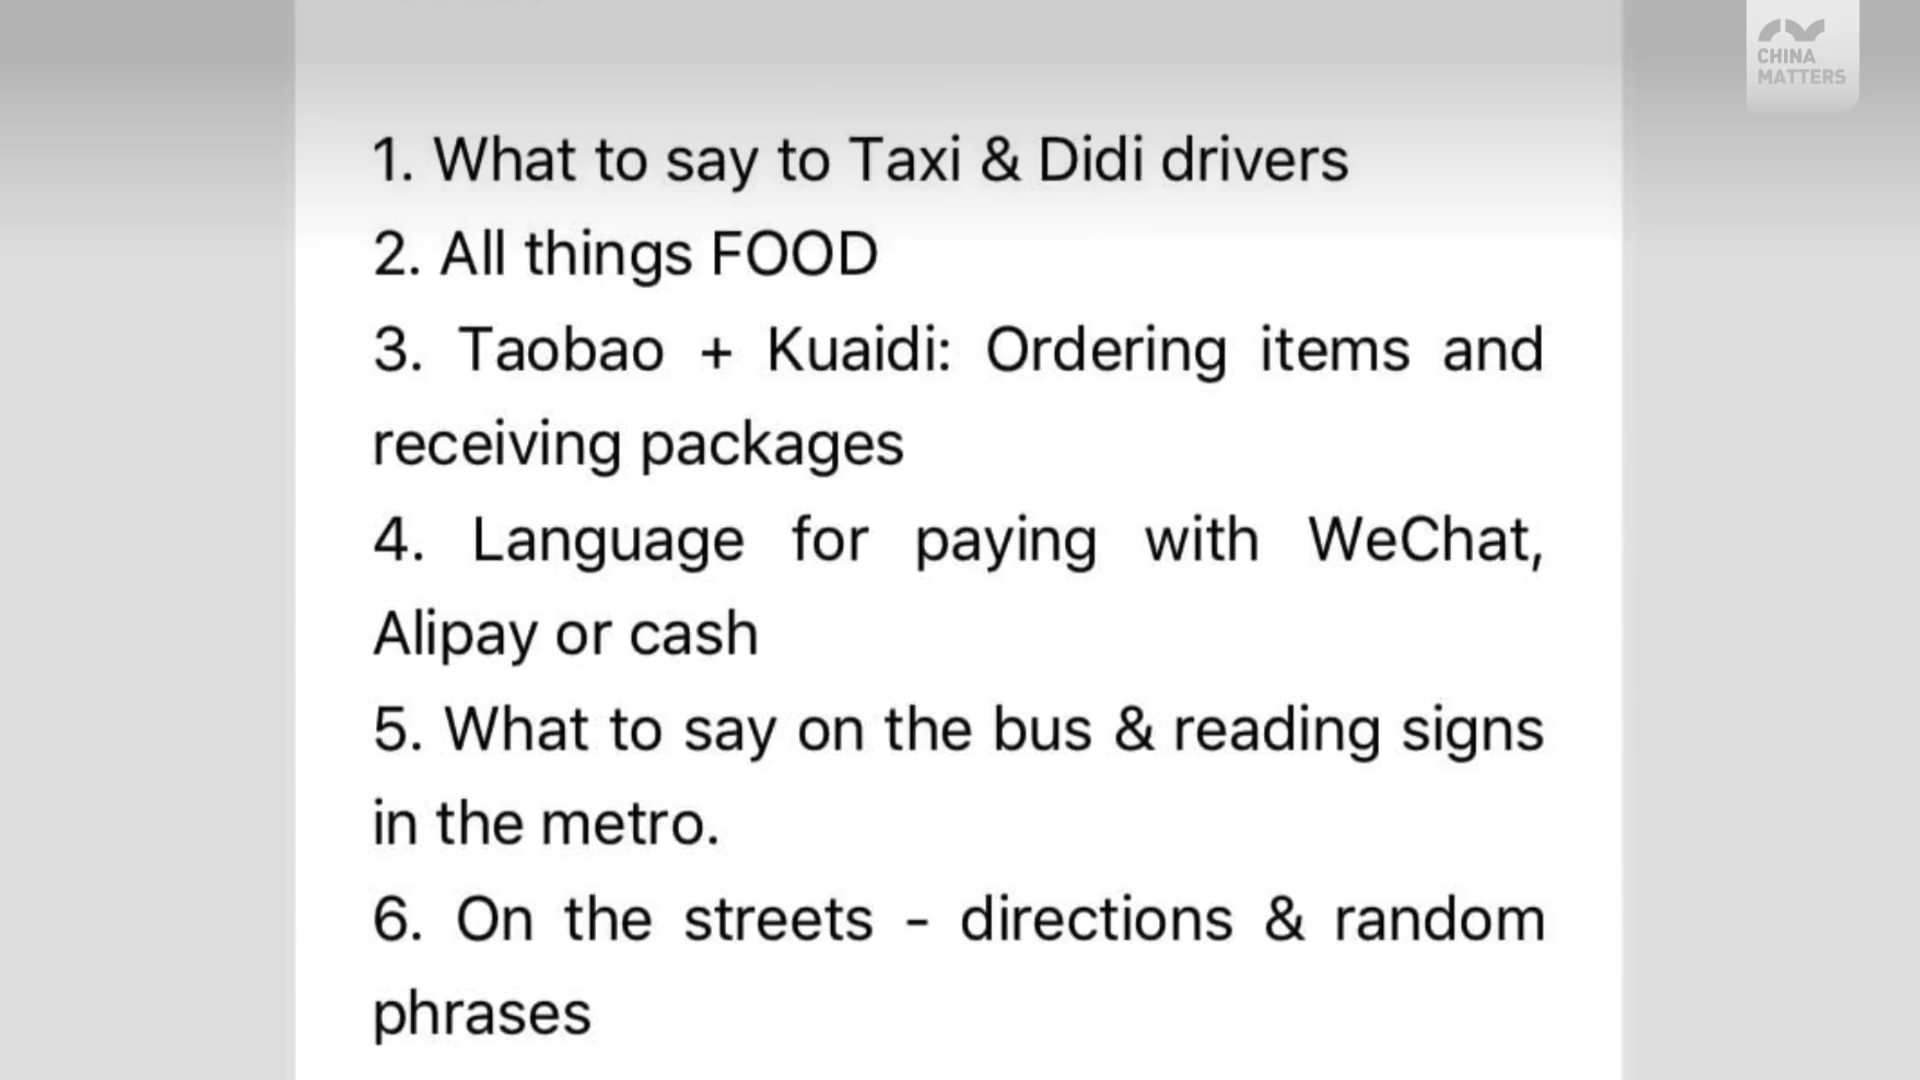 CHINA
MATTERS
1. What to say to Taxi & Didi drivers
2. All things FOOD
3. Taobao + Kuaidi: Ordering items and
receiving packages
4. Language for paying with WeChat,
Alipay or cash
5. What to say on the bus & reading signs
in the metro.
6. On the streets - directions & random
phrases